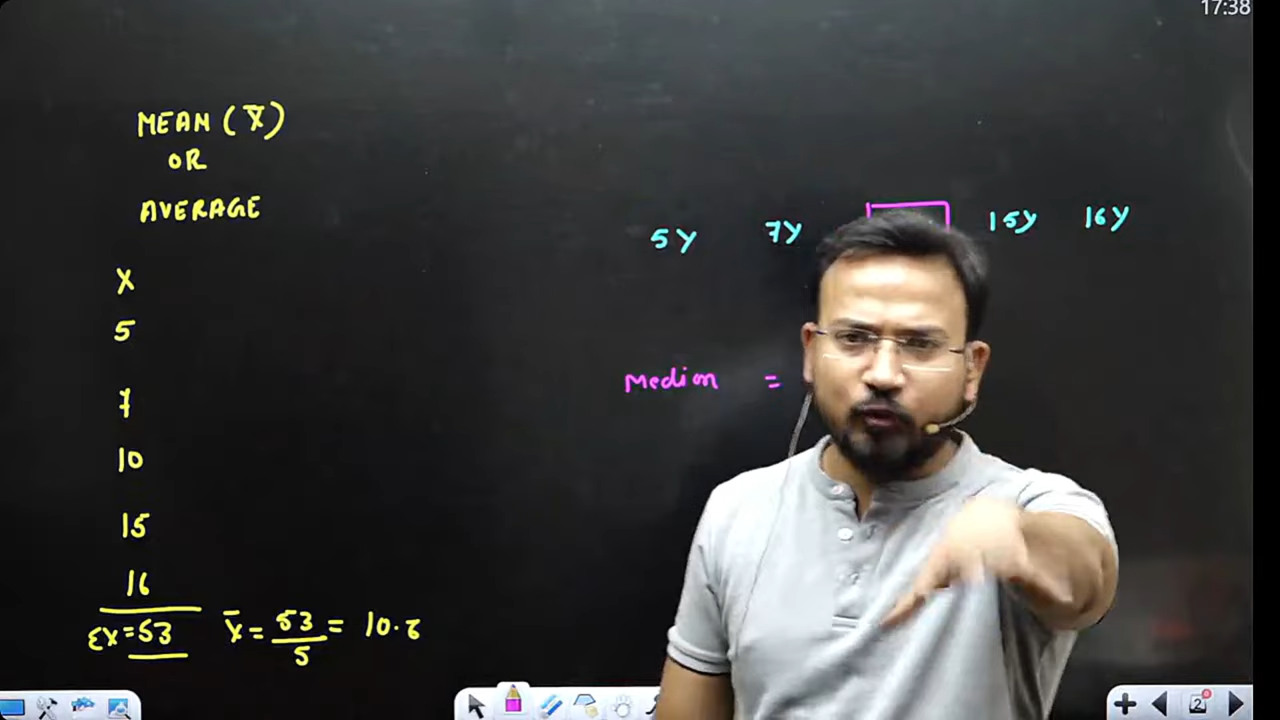 17:38
MEAN (X̄)
OR
AVERAGE
X
5
7
10
15
16
ΣX=53 X̄ = 53/5 = 10.6
5Y 7Y 15Y 16Y
Median =
2